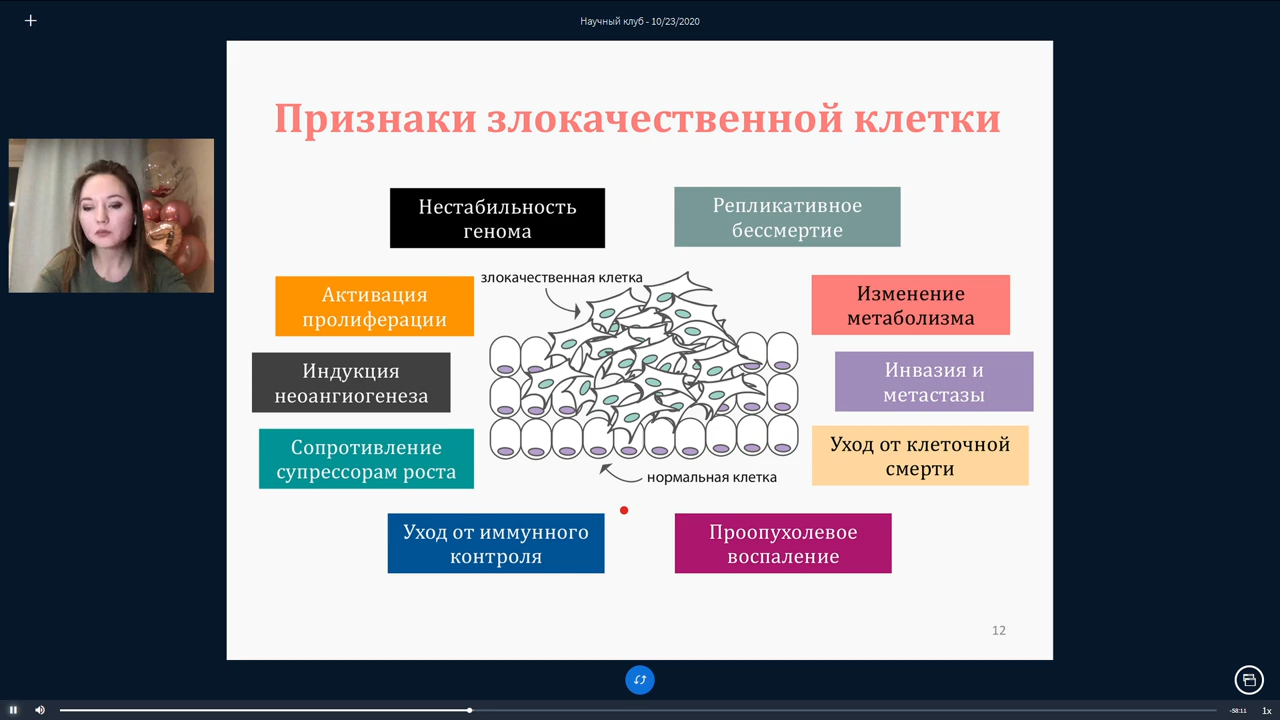 Научный клуб - 10/23/2020
Признаки злокачественной клетки
Нестабильность
генома
Репликативное
бессмертие
злокачественная клетка
Активация
пролиферации
Изменение
метаболизма
Индукция
неоангиогенеза
Инвазия и
метастазы
Сопротивление
супрессорам роста
Уход от клеточной
смерти
нормальная клетка
Уход от иммунного
контроля
Проопухолевое
воспаление
12
-58:11
1x